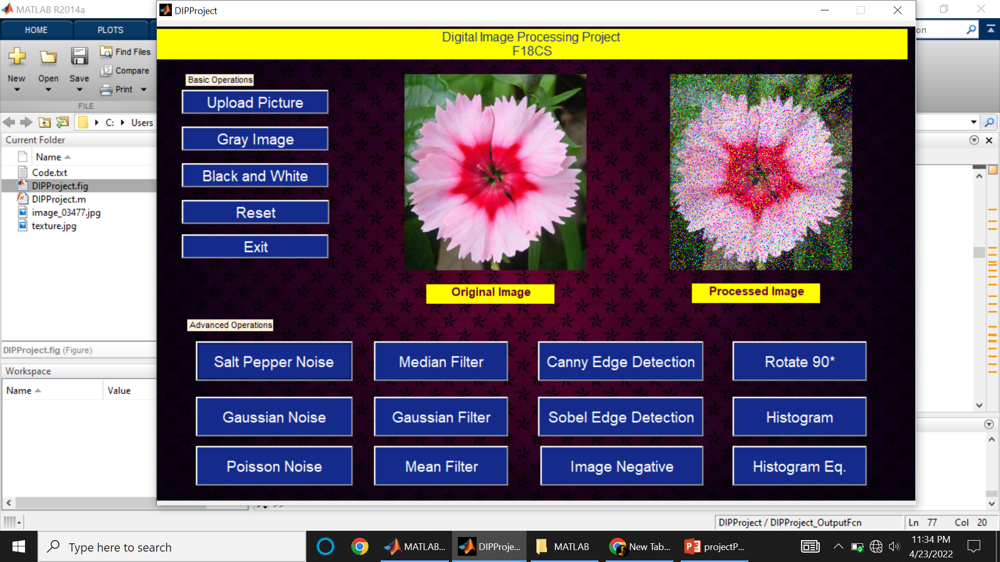 MATLAB R2014a
DIPProject
HOME
PLOTS
on
New
Open
Save
Find Files
Compare
Print
FILE
C:
Users
Current Folder
Name
Code.txt
DIPProject.fig
DIPProject.m
image_03477.jpg
texture.jpg
DIPProject.fig (Figure)
Workspace
Name
Value
Digital Image Processing Project
F18CS
Basic Operations
Upload Picture
Gray Image
Black and White
Reset
Exit
Original Image
Processed Image
Advanced Operations
Salt Pepper Noise
Median Filter
Canny Edge Detection
Rotate 90*
Gaussian Noise
Gaussian Filter
Sobel Edge Detection
Histogram
Poisson Noise
Mean Filter
Image Negative
Histogram Eq.
DIPProject / DIPProject_OutputFcn
Ln 77 Col 20
Type here to search
MATLAB...
DIPProje...
MATLAB
New Tab...
projectP...
11:34 PM
4/23/2022